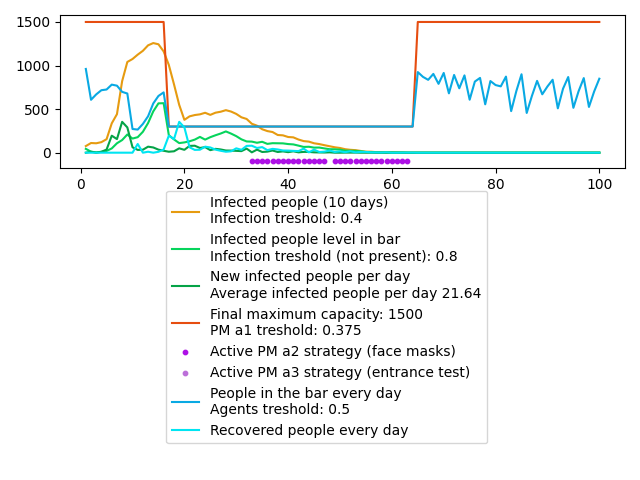 1500
1000
500
0
0
20
40
60
80
100
Infected people (10 days)
Infection treshold: 0.4
Infected people level in bar
Infection treshold (not present): 0.8
New infected people per day
Average infected people per day 21.64
Final maximum capacity: 1500
PM a1 treshold: 0.375
Active PM a2 strategy (face masks)
Active PM a3 strategy (entrance test)
People in the bar every day
Agents treshold: 0.5
Recovered people every day